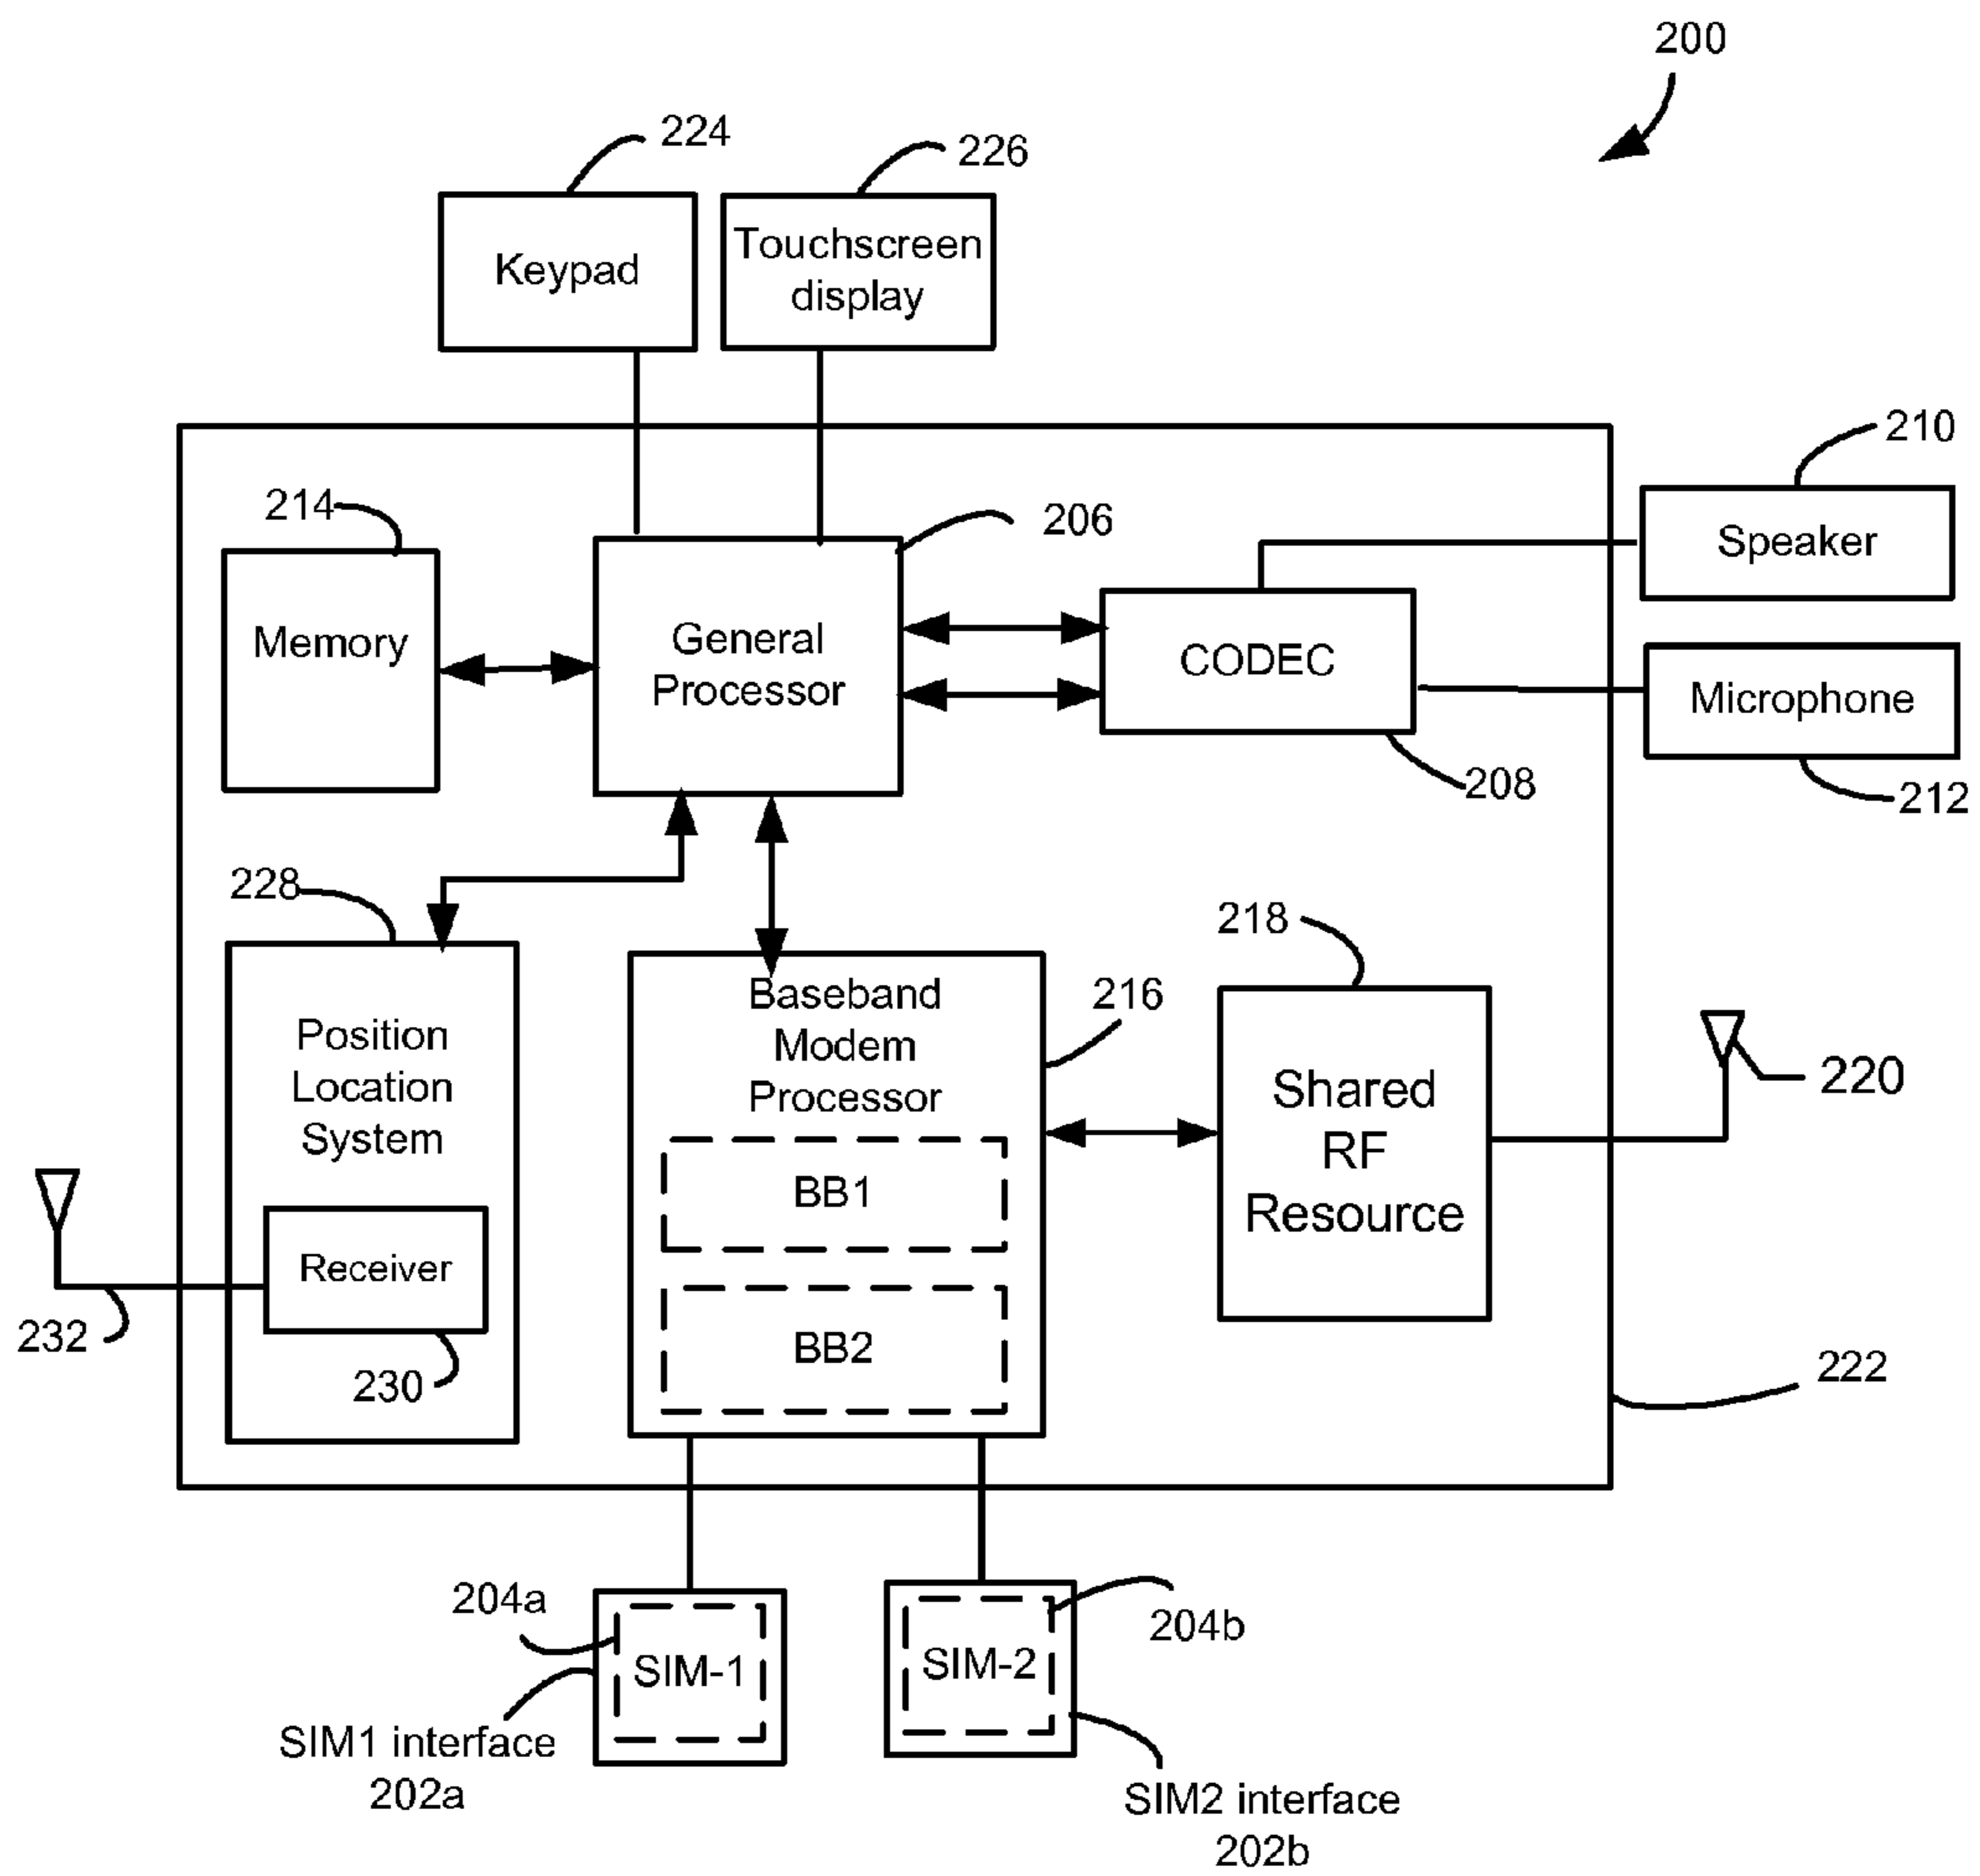 200
224
226
Keypad
Touchscreen
display
210
214
206
Speaker
Memory
General
Processor
CODEC
Microphone
208
212
228
218
Baseband
Modem
Processor
216
Position
Location
System
Shared
RF
Resource
220
BB1
Receiver
232
BB2
230
222
204a
204b
SIM-1
SIM-2
SIM1 interface
202a
SIM2 interface
202b